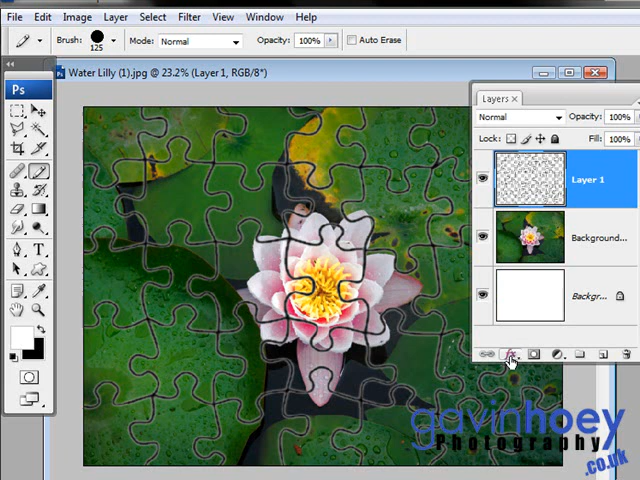 File Edit Image Layer Select Filter View Window Help
Brush: 125 Mode: Normal Opacity: 100% Auto Erase
Ps
Water Lilly (1).jpg @ 23.2% (Layer 1, RGB/8*)
Layers ×
Normal Opacity: 100%
Lock: Fill: 100%
Layer 1
Background...
Backgr...
fx
T
gavinhoey
Photography
.co.uk